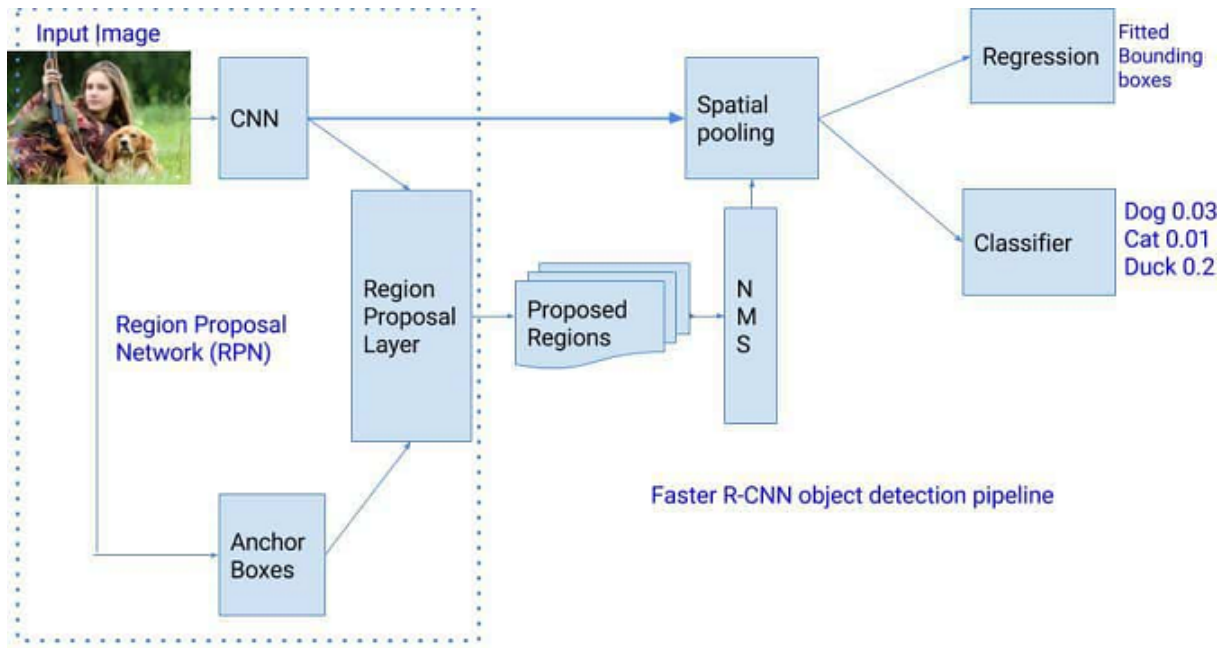 Input Image
CNN
Spatial
pooling
Regression
Fitted
Bounding
boxes
Classifier
Dog 0.03
Cat 0.01
Duck 0.2
Region Proposal
Network (RPN)
Region
Proposal
Layer
Proposed
Regions
N
M
S
Anchor
Boxes
Faster R-CNN object detection pipeline